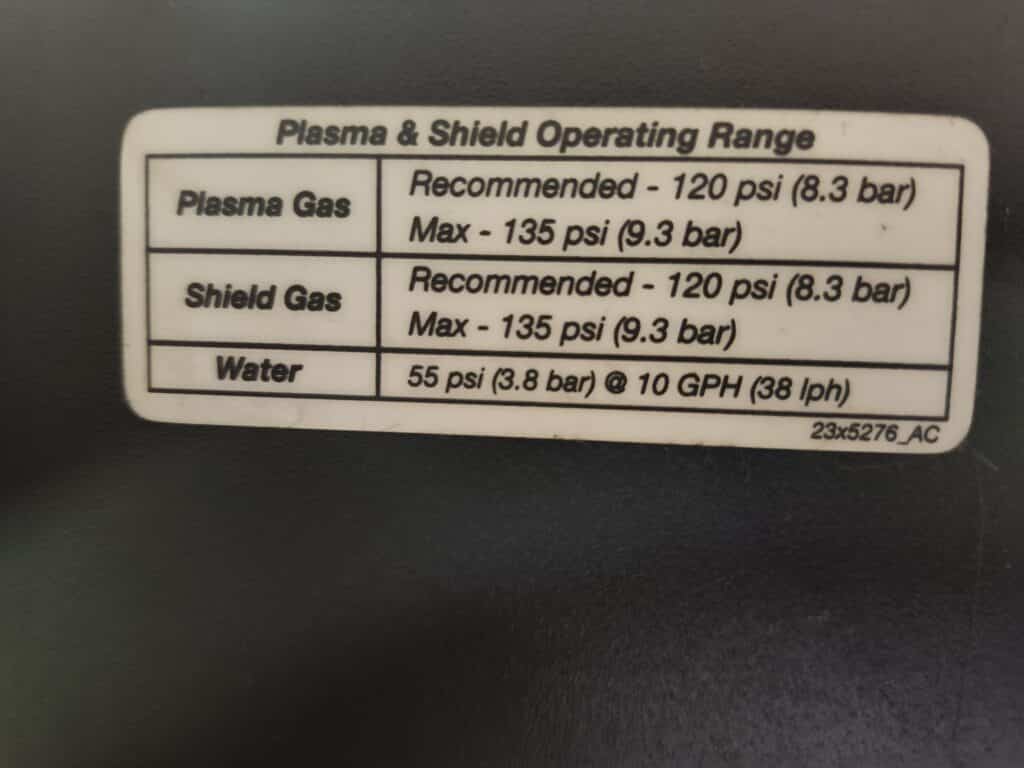 Plasma & Shield Operating Range
Plasma Gas
Recommended - 120 psi (8.3 bar)
Max - 135 psi (9.3 bar)
Shield Gas
Recommended - 120 psi (8.3 bar)
Max - 135 psi (9.3 bar)
Water
55 psi (3.8 bar) @ 10 GPH (38 lph)
23x5276_AC